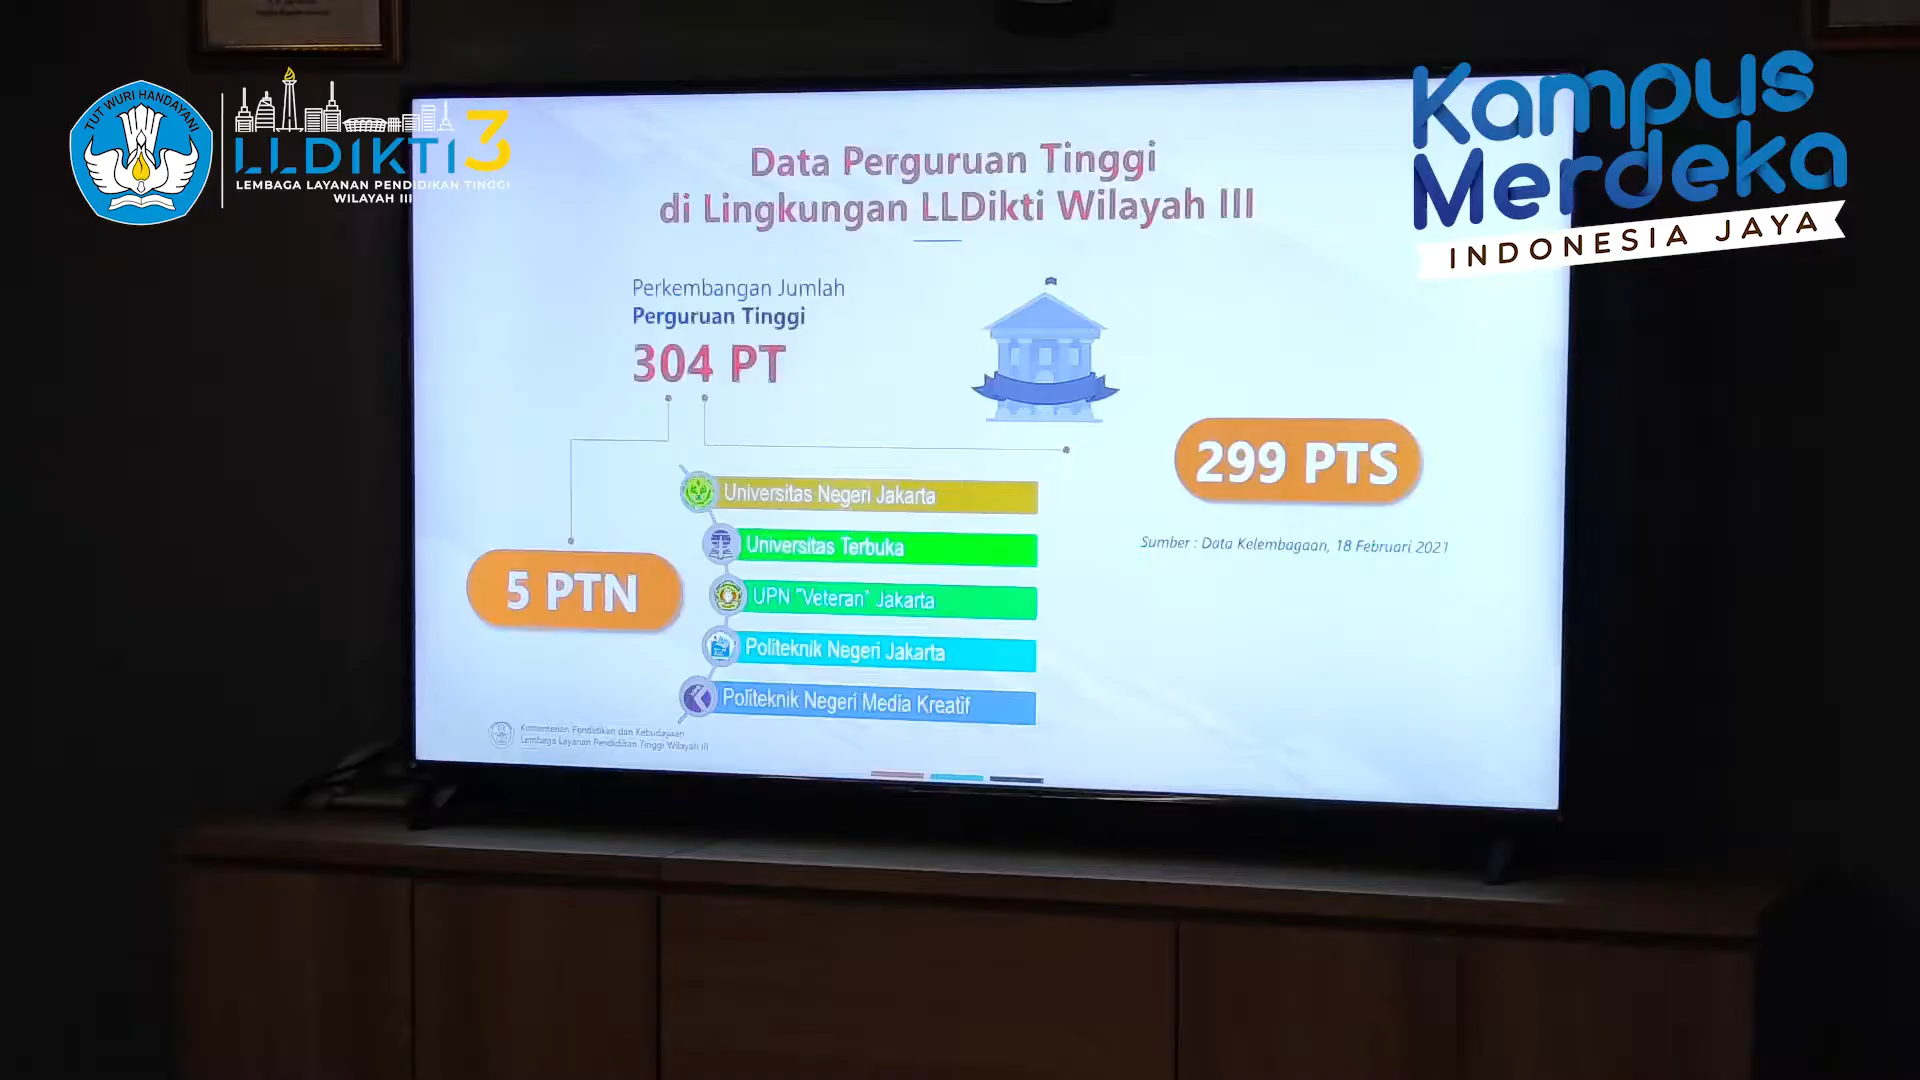 TUT WURI HANDAYANI
LLDIKTI 3
LEMBAGA LAYANAN PENDIDIKAN TINGGI
WILAYAH III
Kampus
Merdeka
INDONESIA JAYA
Data Perguruan Tinggi
di Lingkungan LLDikti Wilayah III
Perkembangan Jumlah
Perguruan Tinggi
304 PT
299 PTS
Sumber : Data Kelembagaan, 18 Februari 2021
5 PTN
Universitas Negeri Jakarta
Universitas Terbuka
UPN "Veteran" Jakarta
Politeknik Negeri Jakarta
Politeknik Negeri Media Kreatif
Kementerian Pendidikan dan Kebudayaan
Lembaga Layanan Pendidikan Tinggi Wilayah III